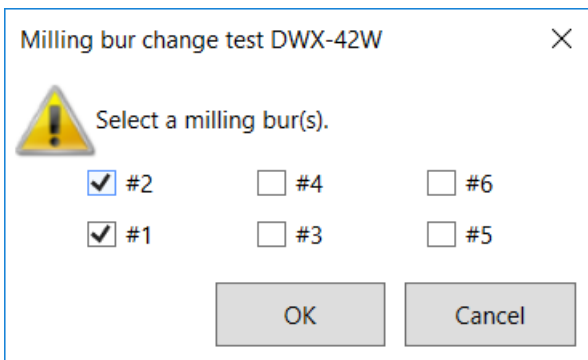 Milling bur change test DWX-42W
Select a milling bur(s).
#2 #4 #6
#1 #3 #5
OK Cancel